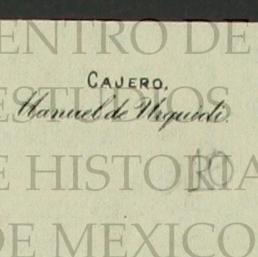 ENTRO DE
CAJERO.
ESTUDIOS
Manuel de Urquidi.
E HISTORIA
DE MEXICO